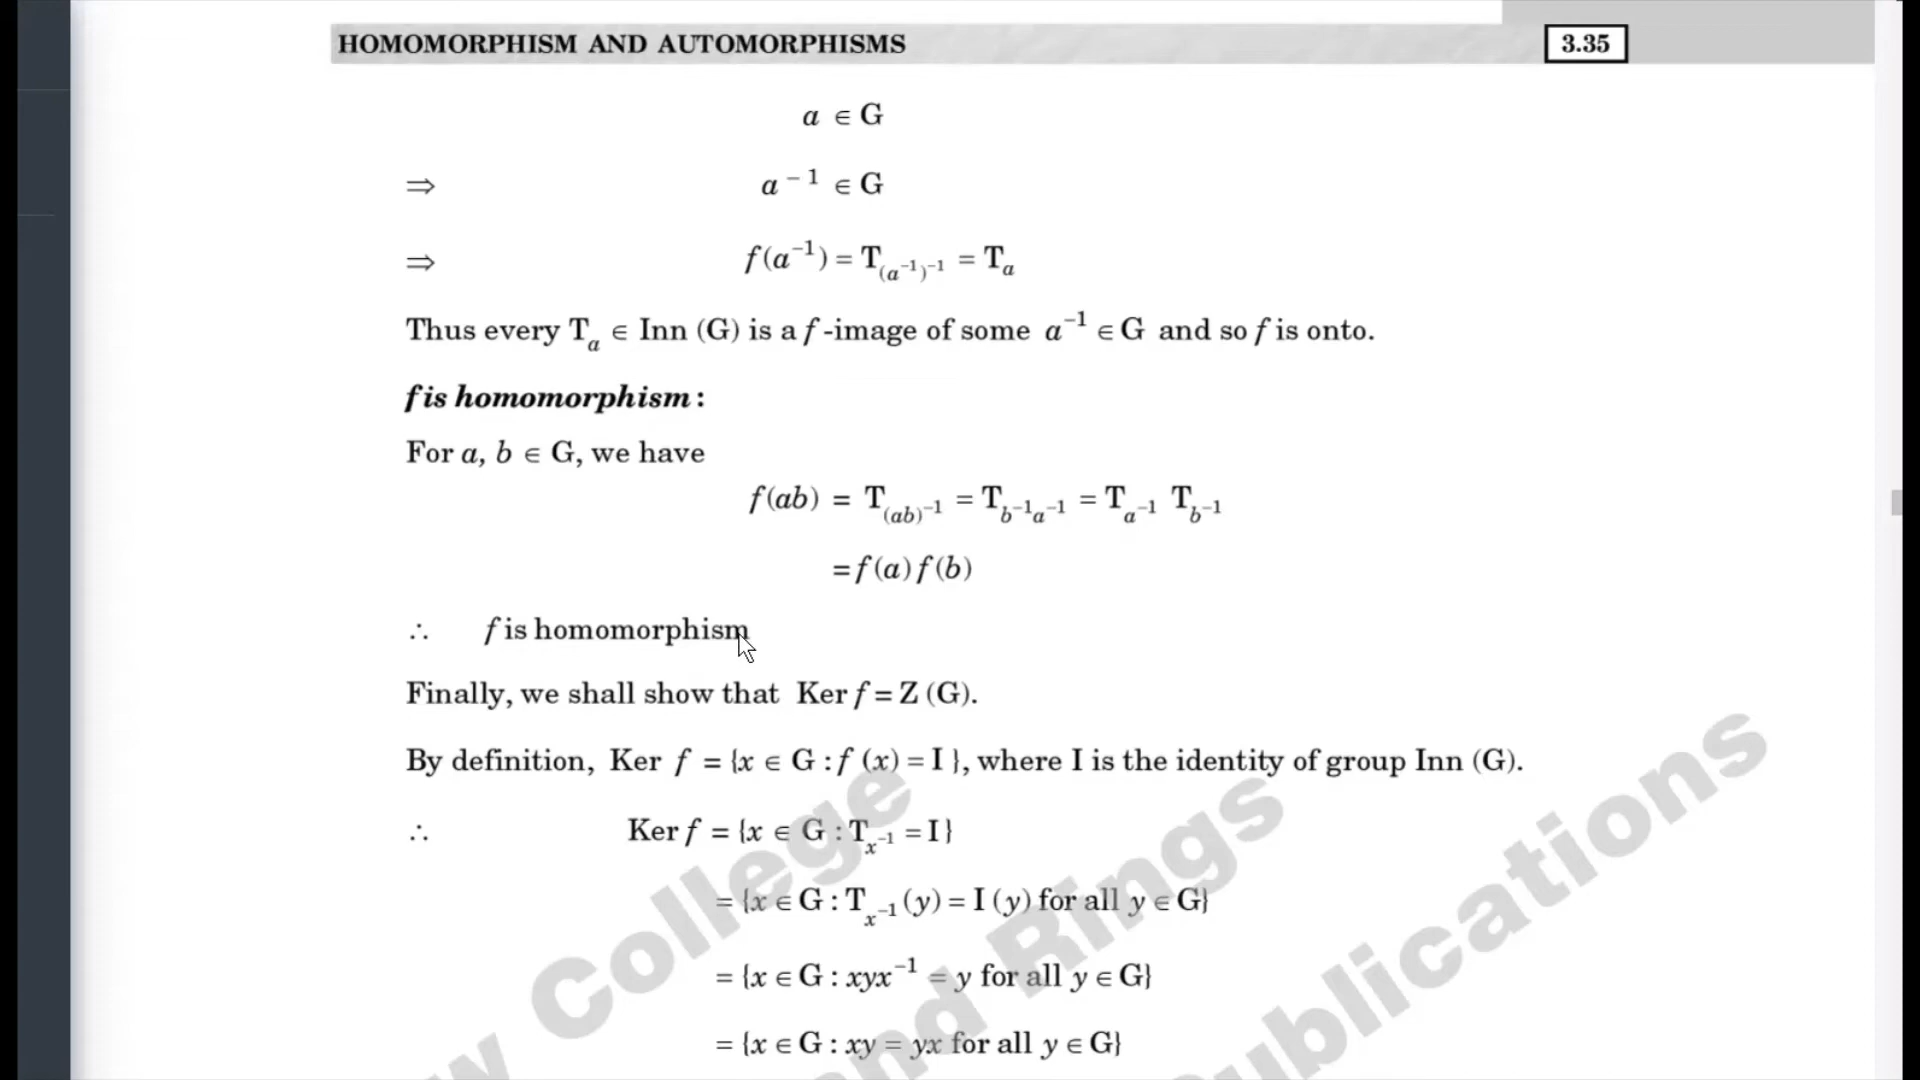 HOMOMORPHISM AND AUTOMORPHISMS 3.35
a ∈ G
⇒ a⁻¹ ∈ G
⇒ f(a⁻¹) = T_{(a⁻¹)⁻¹} = T_a
Thus every T_a ∈ Inn (G) is a f-image of some a⁻¹ ∈ G and so f is onto.
f is homomorphism :
For a, b ∈ G, we have
f(ab) = T_{(ab)⁻¹} = T_{b⁻¹a⁻¹} = T_{a⁻¹} T_{b⁻¹}
= f(a) f(b)
∴ f is homomorphism
Finally, we shall show that Ker f = Z (G).
By definition, Ker f = {x ∈ G : f (x) = I }, where I is the identity of group Inn (G).
∴ Ker f = {x ∈ G : T_{x⁻¹} = I }
= {x ∈ G : T_{x⁻¹} (y) = I (y) for all y ∈ G}
= {x ∈ G : xyx⁻¹ = y for all y ∈ G}
= {x ∈ G : xy = yx for all y ∈ G}
College
Rings